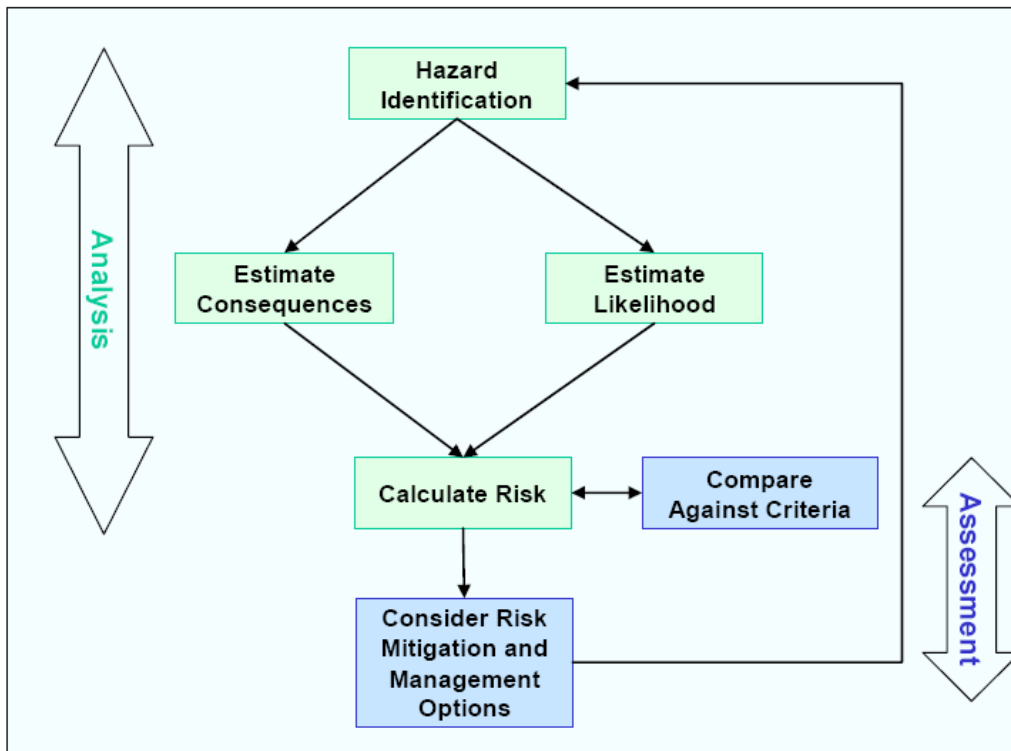 Hazard
Identification
Analysis
Estimate
Consequences
Estimate
Likelihood
Calculate Risk
Compare
Against Criteria
Assessment
Consider Risk
Mitigation and
Management
Options